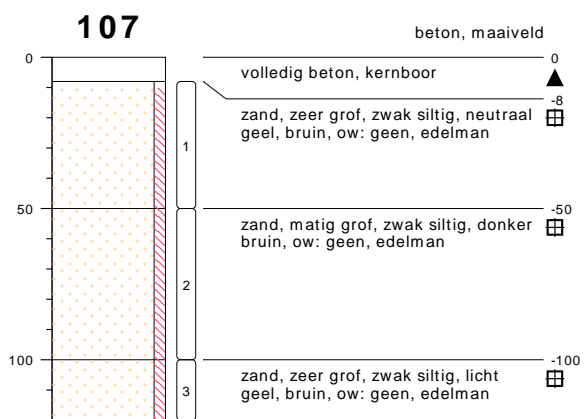 107
beton, maaiveld
0
0
volledig beton, kernboor
-8
zand, zeer grof, zwak siltig, neutraal
geel, bruin, ow: geen, edelman
1
50
-50
zand, matig grof, zwak siltig, donker
bruin, ow: geen, edelman
2
100
-100
zand, zeer grof, zwak siltig, licht
geel, bruin, ow: geen, edelman
3